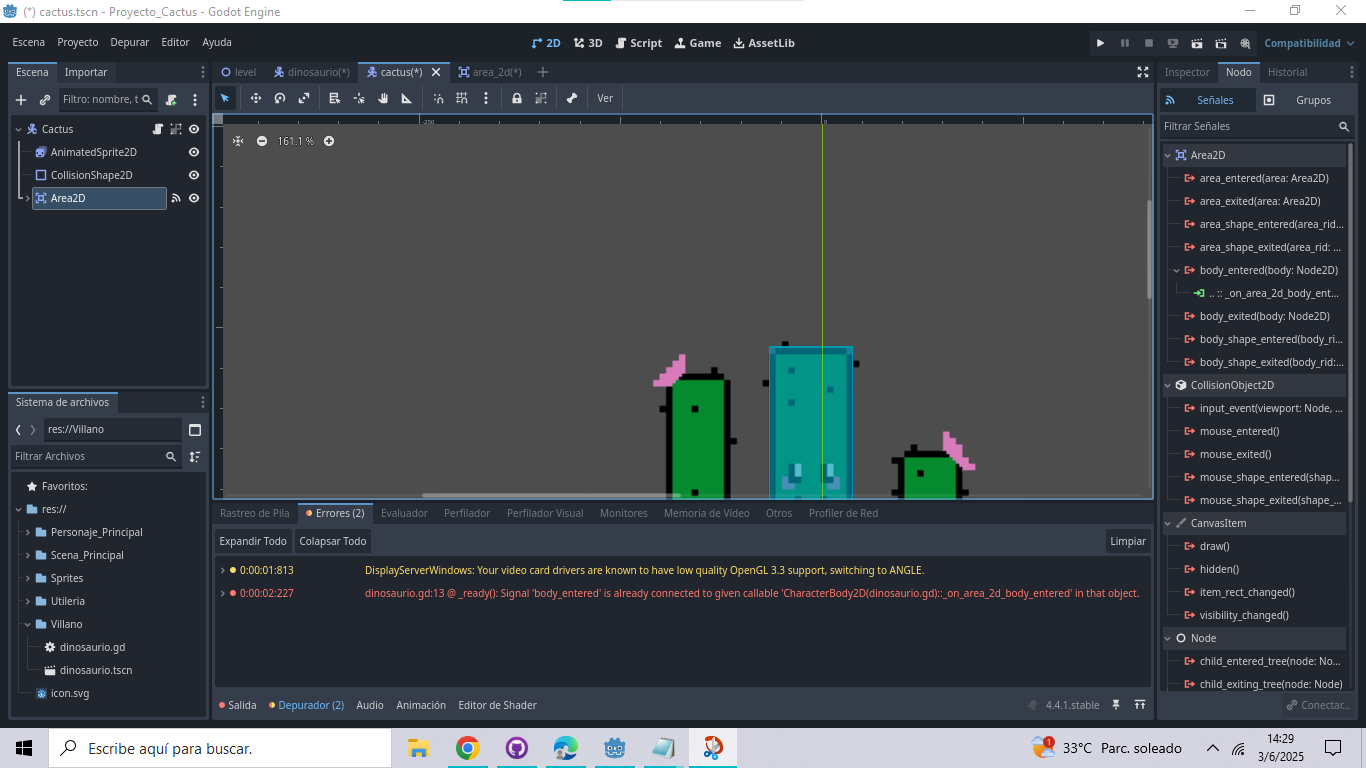 (*) cactus.tscn - Proyecto_Cactus - Godot Engine
Escena Proyecto Depurar Editor Ayuda
2D 3D Script Game AssetLib
Compatibilidad
Escena Importar
Filtro: nombre, t
Cactus
AnimatedSprite2D
CollisionShape2D
Area2D
Sistema de archivos
res://Villano
Filtrar Archivos
Favoritos:
res://
Personaje_Principal
Scena_Principal
Sprites
Utileria
Villano
dinosaurio.gd
dinosaurio.tscn
icon.svg
level dinosaurio(*) cactus(*) area_2d(*)
Ver
-250 0
161.1 %
Rastreo de Pila Errores (2) Evaluador Perfilador Perfilador Visual Monitores Memoria de Vídeo Otros Profiler de Red
Expandir Todo Colapsar Todo Limpiar
0:00:01:813 DisplayServerWindows: Your video card drivers are known to have low quality OpenGL 3.3 support, switching to ANGLE.
0:00:02:227 dinosaurio.gd:13 @ _ready(): Signal 'body_entered' is already connected to given callable 'CharacterBody2D(dinosaurio.gd)::_on_area_2d_body_entered' in that object.
Salida Depurador (2) Audio Animación Editor de Shader 4.4.1.stable
Inspector Nodo Historial
Señales Grupos
Filtrar Señales
Area2D
area_entered(area: Area2D)
area_exited(area: Area2D)
area_shape_entered(area_rid...
area_shape_exited(area_rid: ...
body_entered(body: Node2D)
.. :: _on_area_2d_body_ent...
body_exited(body: Node2D)
body_shape_entered(body_ri...
body_shape_exited(body_rid:...
CollisionObject2D
input_event(viewport: Node, ...
mouse_entered()
mouse_exited()
mouse_shape_entered(shap...
mouse_shape_exited(shape_...
CanvasItem
draw()
hidden()
item_rect_changed()
visibility_changed()
Node
child_entered_tree(node: No...
child_exiting_tree(node: Node)
Conectar...
Escribe aquí para buscar.
1
33°C Parc. soleado
14:29
3/6/2025